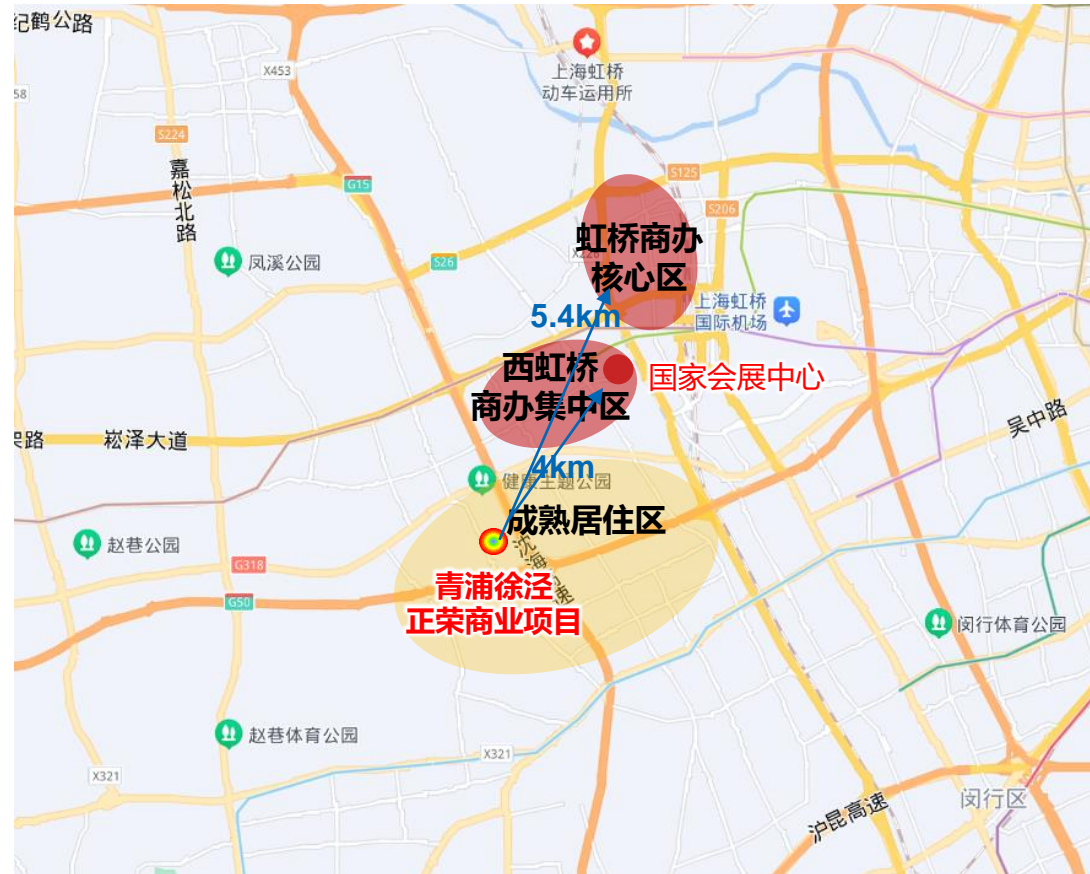 纪鹤公路
X453
58
上海虹桥
动车运用所
S224
嘉松北路
G15
S125
S206
虹桥商办
核心区
凤溪公园
S26
上海虹桥
国际机场
5.4km
西虹桥
商办集中区
国家会展中心
崧泽大道
吴中路
4km
健康主题公园
成熟居住区
赵巷公园
G318
沈海高速
G50
青浦徐泾
正荣商业项目
闵行体育公园
赵巷体育公园
X321
X321
闵行区
沪昆高速